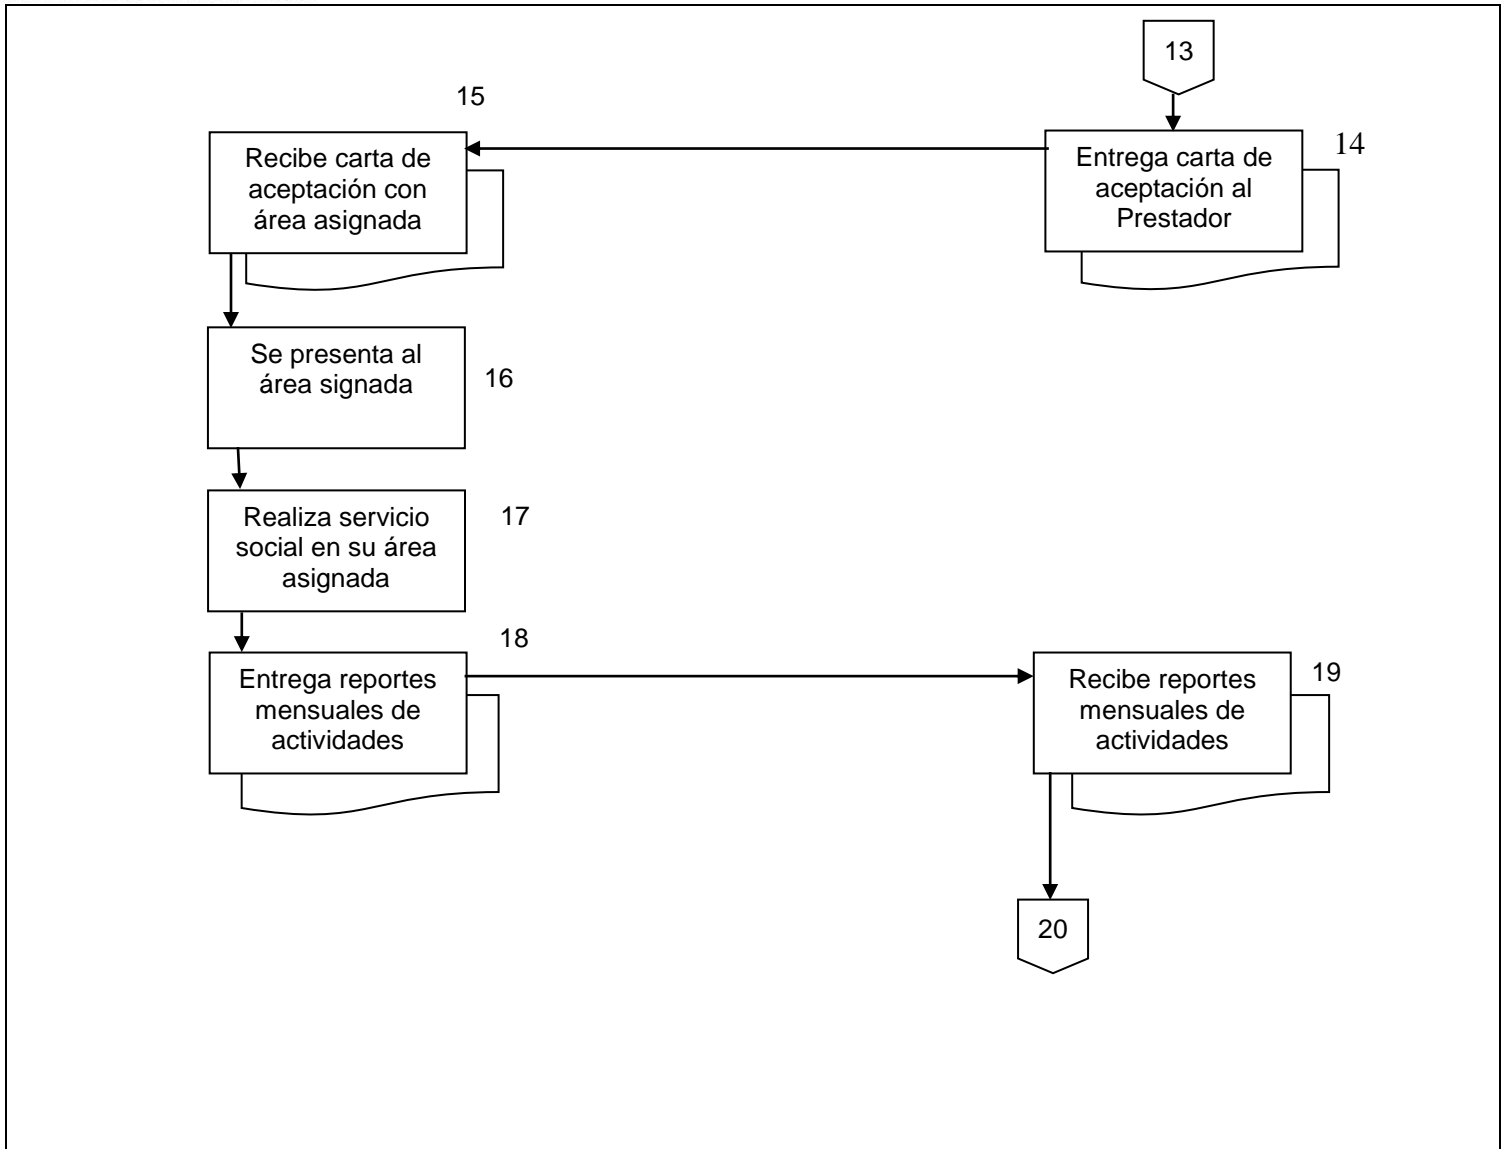 13
14
Entrega carta de
aceptación al
Prestador
15
Recibe carta de
aceptación con
área asignada
Se presenta al
área signada
16
Realiza servicio
social en su área
asignada
17
18
Entrega reportes
mensuales de
actividades
19
Recibe reportes
mensuales de
actividades
20